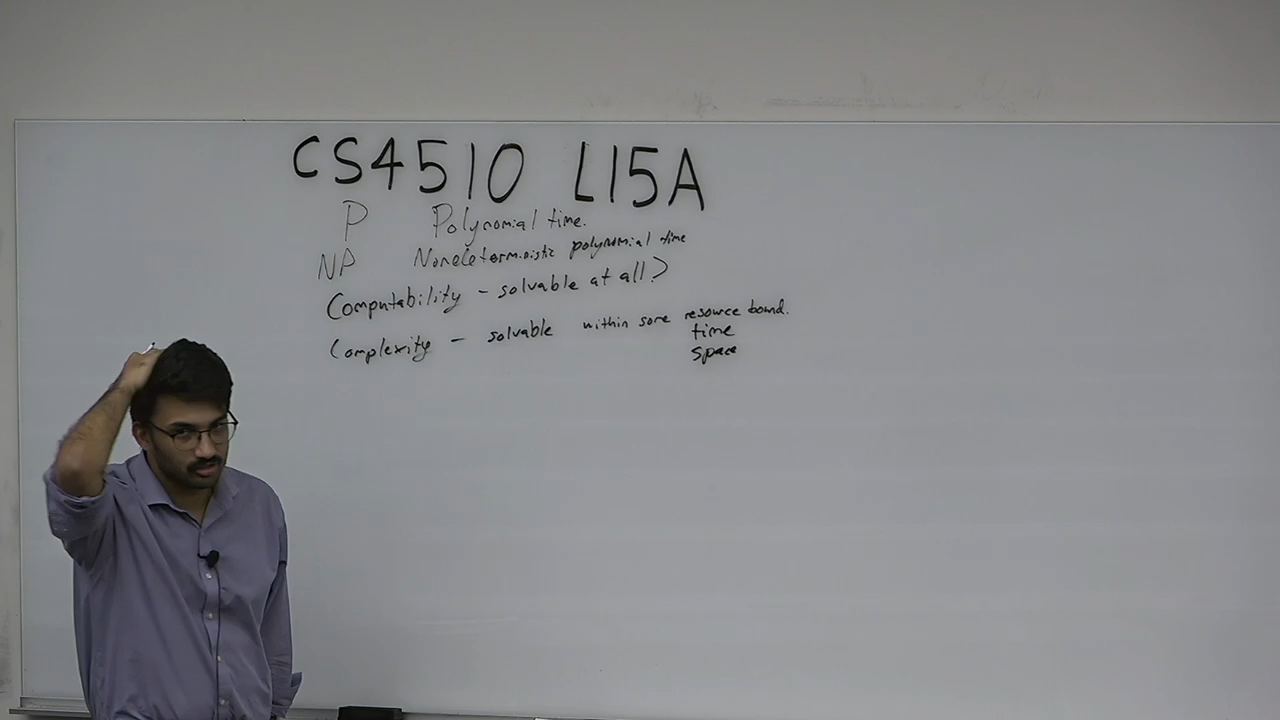 CS4510 L15A
P Polynomial time.
NP Nondeterministic polynomial time
Computability - solvable at all?
Complexity - solvable within some resource bound.
time
space